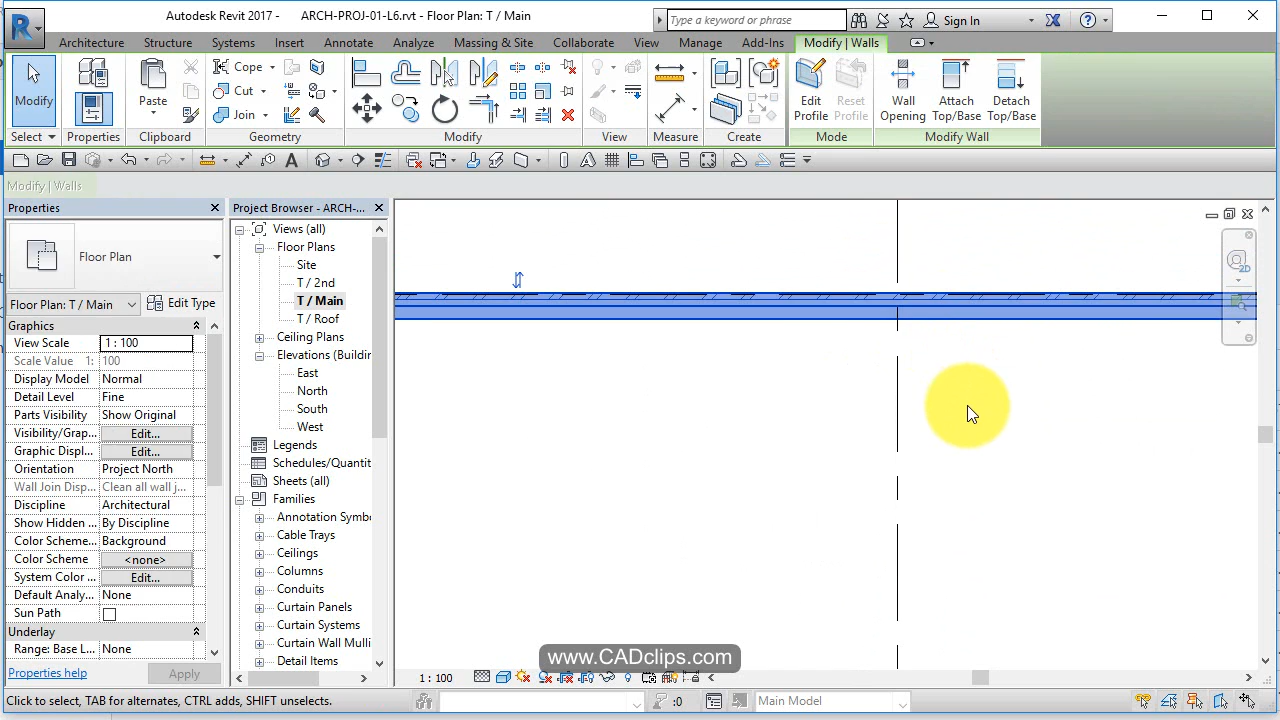 Autodesk Revit 2017 - ARCH-PROJ-01-L6.rvt - Floor Plan: T / Main
Type a keyword or phrase
Sign In
R
Architecture Structure Systems Insert Annotate Analyze Massing & Site Collaborate View Manage Add-Ins Modify | Walls
Cope
Cut
Join
Modify
Paste
Edit Profile
Reset Profile
Wall Opening
Attach Top/Base
Detach Top/Base
Select Properties Clipboard Geometry Modify View Measure Create Mode Modify Wall
Modify | Walls
Properties
Floor Plan
Floor Plan: T / Main
Edit Type
Graphics
View Scale 1 : 100
Scale Value 1: 100
Display Model Normal
Detail Level Fine
Parts Visibility Show Original
Visibility/Grap... Edit...
Graphic Displ... Edit...
Orientation Project North
Wall Join Disp... Clean all wall j...
Discipline Architectural
Show Hidden ... By Discipline
Color Scheme... Background
Color Scheme <none>
System Color ... Edit...
Default Analy... None
Sun Path
Underlay
Range: Base L... None
Properties help
Apply
Project Browser - ARCH-...
Views (all)
Floor Plans
Site
T / 2nd
T / Main
T / Roof
Ceiling Plans
Elevations (Buildin
East
North
South
West
Legends
Schedules/Quantit
Sheets (all)
Families
Annotation Symb
Cable Trays
Ceilings
Columns
Conduits
Curtain Panels
Curtain Systems
Curtain Wall Mulli
Detail Items
2D
www.CADclips.com
1 : 100
Click to select, TAB for alternates, CTRL adds, SHIFT unselects.
:0
Main Model